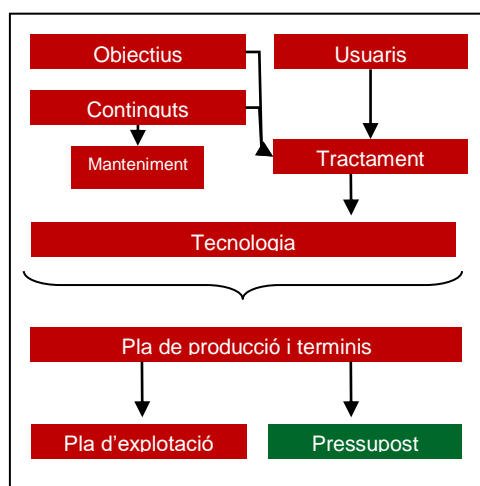 Objectius
Usuaris
Continguts
Manteniment
Tractament
Tecnologia
Pla de producció i terminis
Pla d'explotació
Pressupost